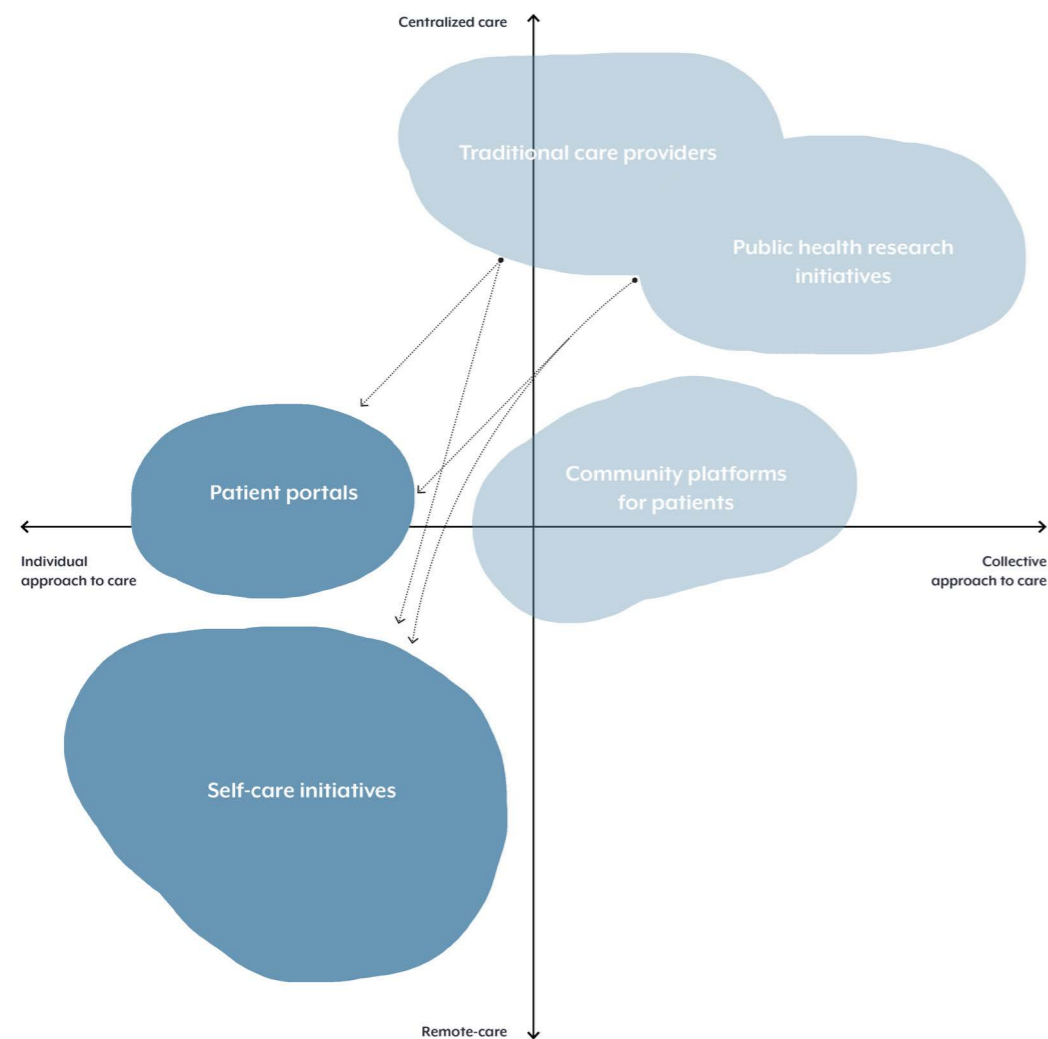 Centralized care
Traditional care providers
Public health research
initiatives
Community platforms
for patients
Patient portals
Individual
approach to care
Collective
approach to care
Self-care initiatives
Remote-care